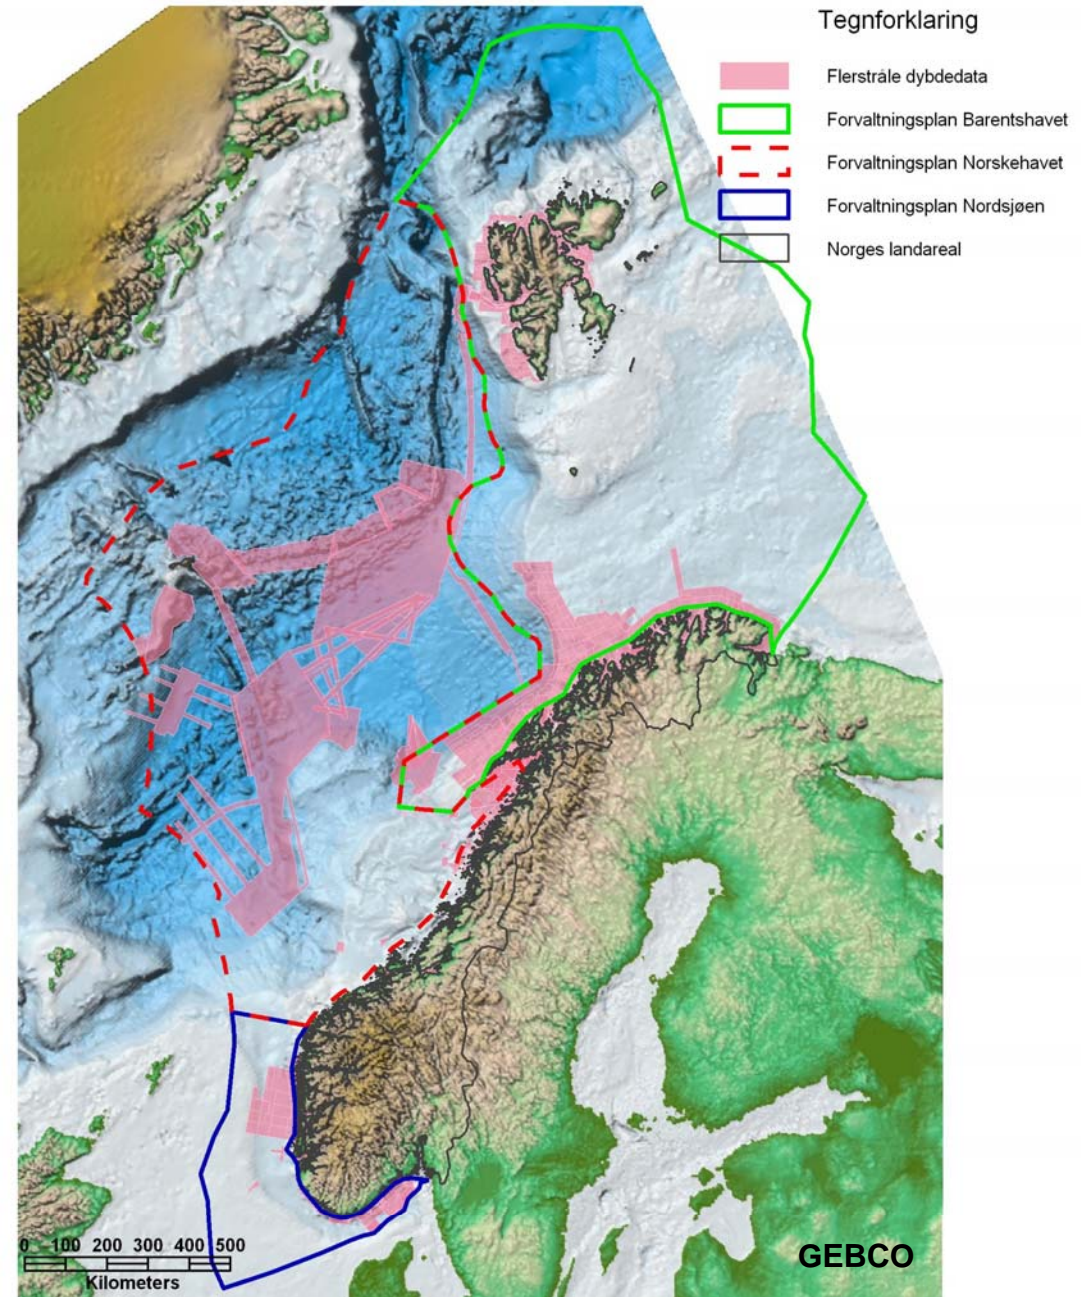 Tegnforklaring
Flerstråle dybdedata
Forvaltningsplan Barentshavet
Forvaltningsplan Norskehavet
Forvaltningsplan Nordsjøen
Norges landareal
0 100 200 300 400 500
Kilometers
GEBCO